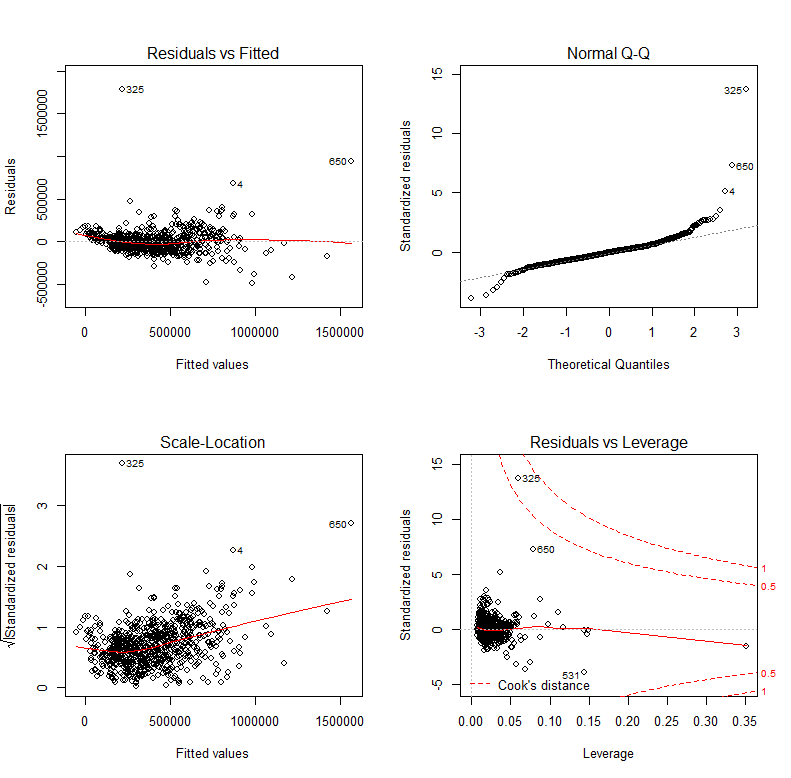 Residuals vs Fitted
Residuals
-500000 0 500000 1500000
325
4
650
0 500000 1000000 1500000
Fitted values
Normal Q-Q
Standardized residuals
0 5 10 15
325
650
4
-3 -2 -1 0 1 2 3
Theoretical Quantiles
Scale-Location
√|Standardized residuals|
0 1 2 3
325
4
650
0 500000 1000000 1500000
Fitted values
Residuals vs Leverage
Standardized residuals
-5 0 5 10 15
325
650
531
1
0.5
0.5
1
Cook's distance
0.00 0.05 0.10 0.15 0.20 0.25 0.30 0.35
Leverage